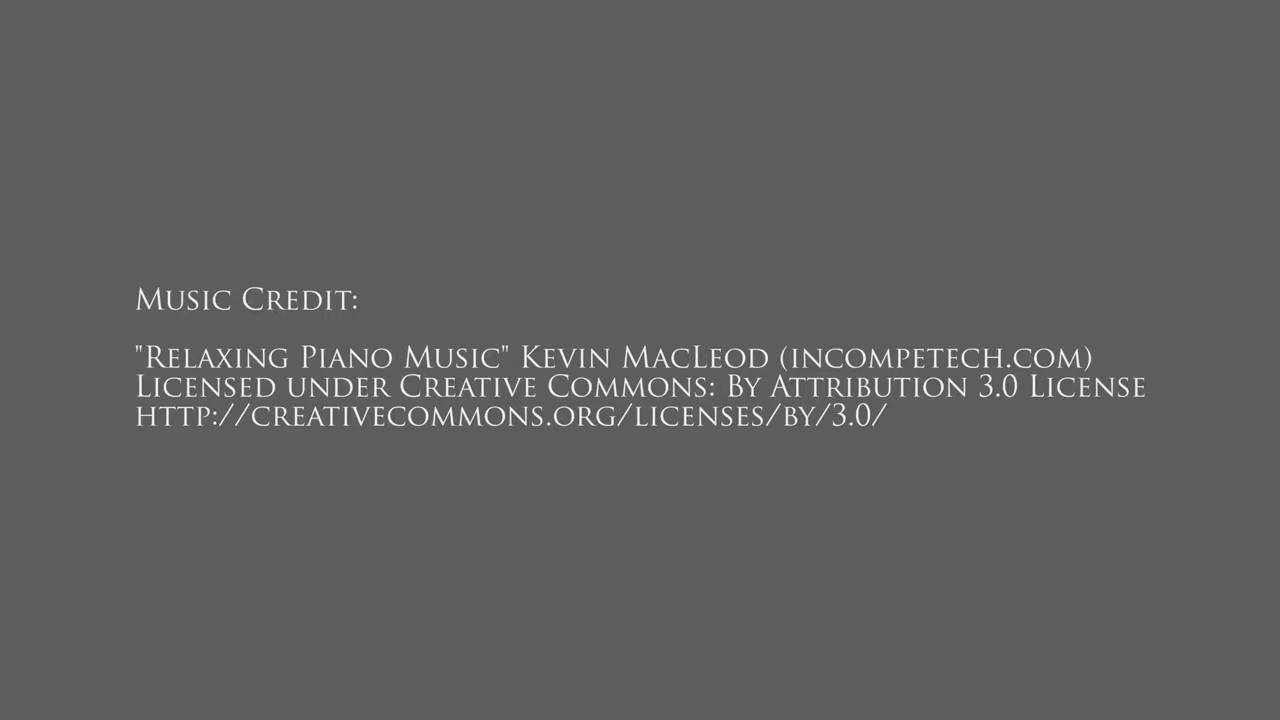 Music Credit:
"Relaxing Piano Music" Kevin MacLeod (incompetech.com)
Licensed under Creative Commons: By Attribution 3.0 License
http://creativecommons.org/licenses/by/3.0/